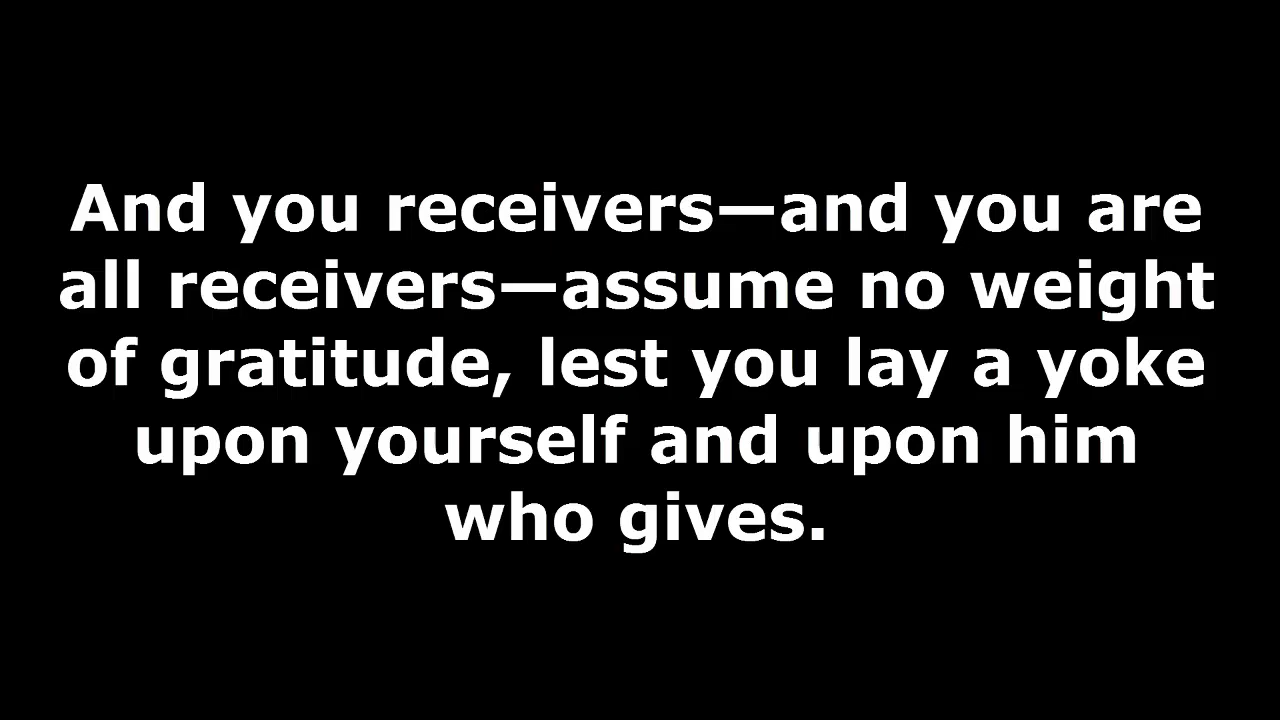 And you receivers—and you are
all receivers—assume no weight
of gratitude, lest you lay a yoke
upon yourself and upon him
who gives.